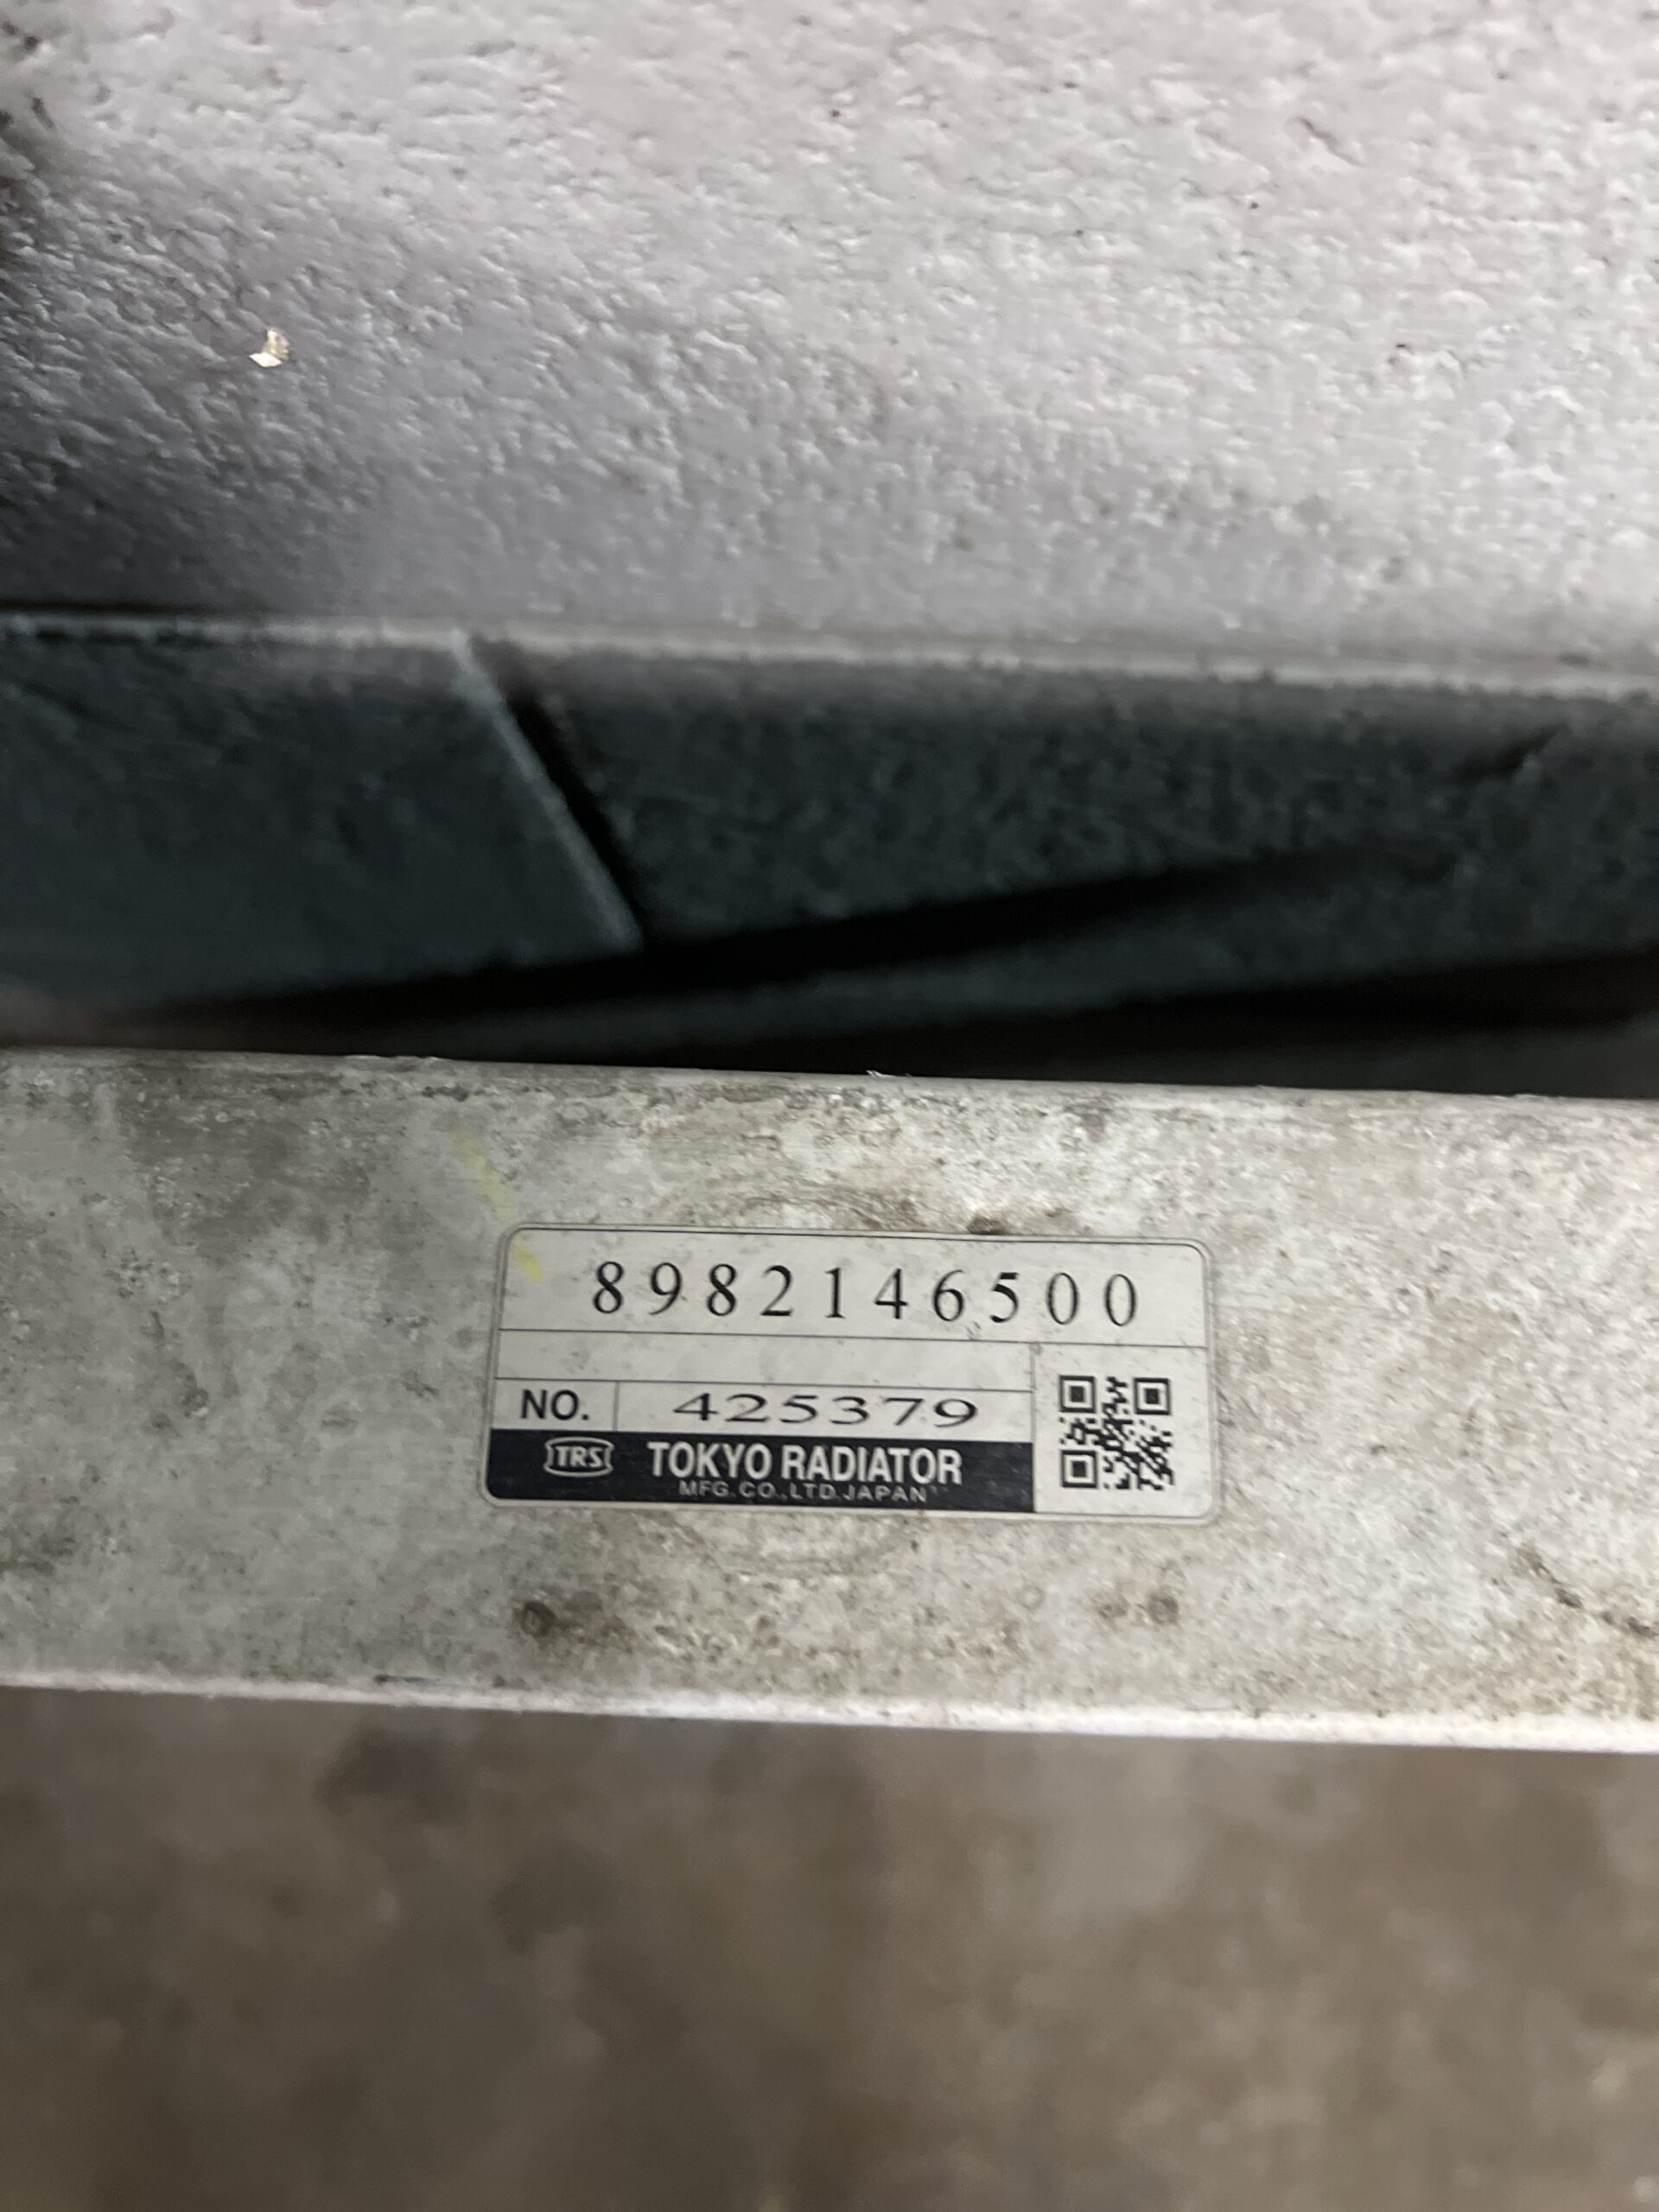 8982146500
NO. 425379
TRS TOKYO RADIATOR
MFG. CO., LTD. JAPAN